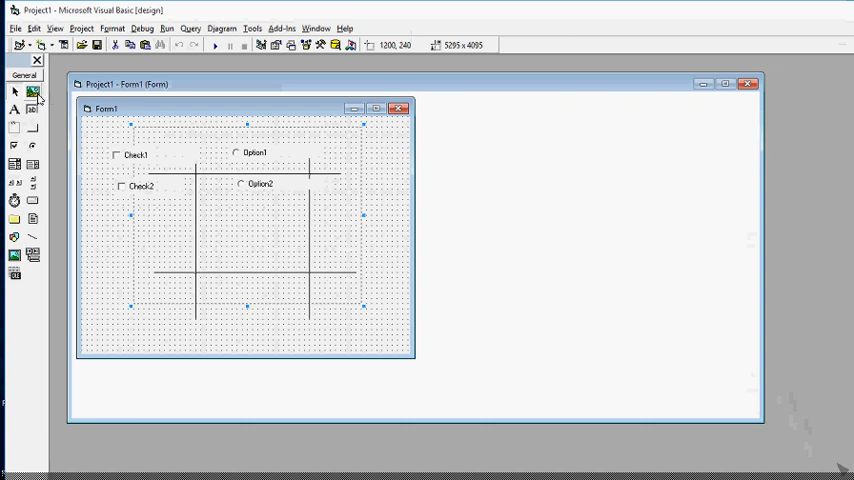 Project1 - Microsoft Visual Basic [design]
File Edit View Project Format Debug Run Query Diagram Tools Add-Ins Window Help
1200, 240 5295 x 4095
General
Project1 - Form1 (Form)
Form1
A ab
Check1 Option1
Check2 Option2